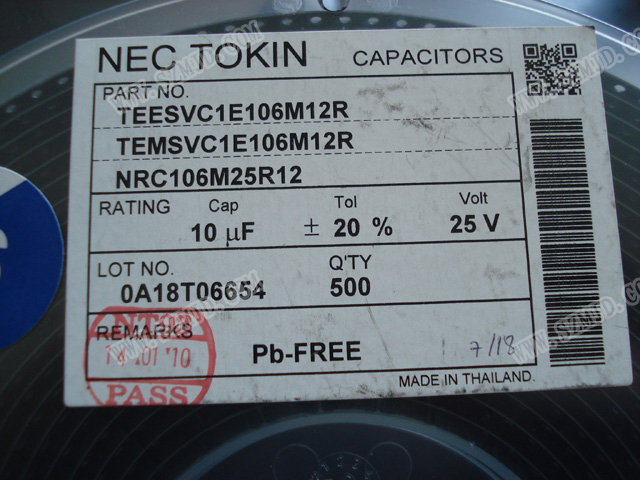 NEC TOKIN CAPACITORS
PART NO.
TEESVC1E106M12R
TEMSVC1E106M12R
NRC106M25R12
RATING Cap Tol Volt
10 µF ± 20 % 25 V
LOT NO. Q'TY
0A18T06654 500
REMARKS
Pb-FREE
7/18
PASS
MADE IN THAILAND.